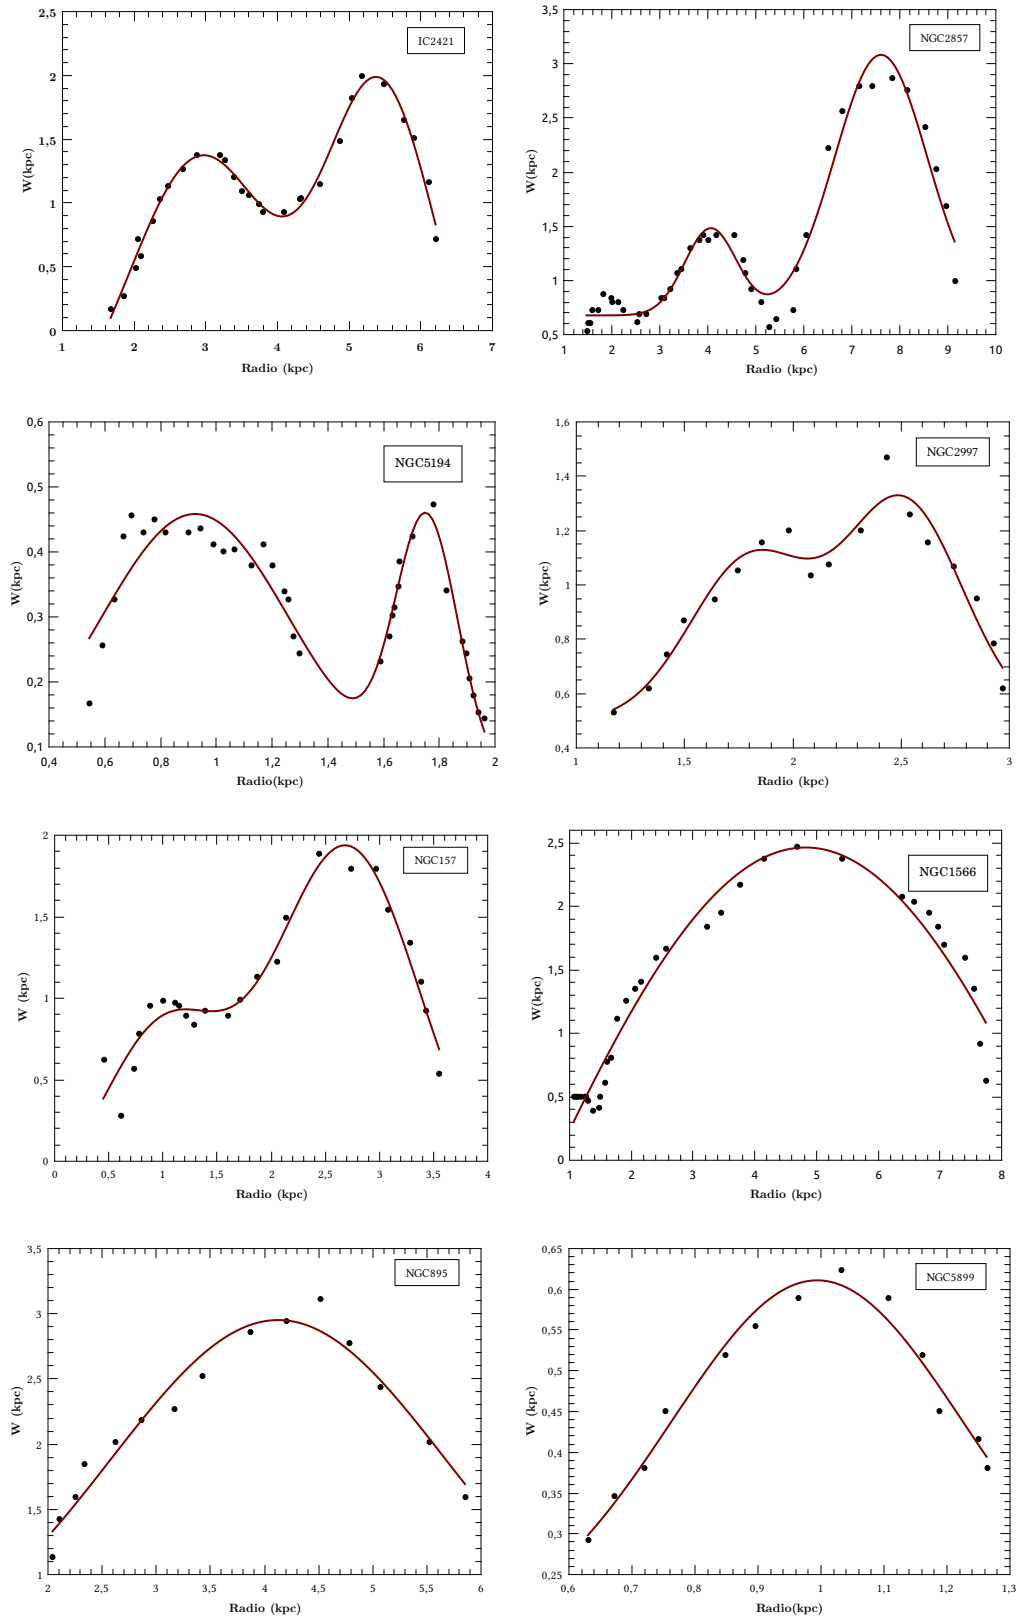 IC2421
W(kpc)
2,5
2
1,5
1
0,5
0
1 2 3 4 5 6 7
Radio (kpc)
NGC2857
W(kpc)
3,5
3
2,5
2
1,5
1
0,5
1 2 3 4 5 6 7 8 9 10
Radio (kpc)
NGC5194
W(kpc)
0,6
0,5
0,4
0,3
0,2
0,1
0,4 0,6 0,8 1 1,2 1,4 1,6 1,8 2
Radio(kpc)
NGC2997
W(kpc)
1,6
1,4
1,2
1
0,8
0,6
0,4
1 1,5 2 2,5 3
Radio (kpc)
NGC157
W (kpc)
2
1,5
1
0,5
0
0 0,5 1 1,5 2 2,5 3 3,5 4
Radio (kpc)
NGC1566
W(kpc)
2,5
2
1,5
1
0,5
0
1 2 3 4 5 6 7 8
Radio (kpc)
NGC895
W (kpc)
3,5
3
2,5
2
1,5
1
2 2,5 3 3,5 4 4,5 5 5,5 6
Radio (kpc)
NGC5899
W (kpc)
0,65
0,6
0,55
0,5
0,45
0,4
0,35
0,3
0,25
0,6 0,7 0,8 0,9 1 1,1 1,2 1,3
Radio(kpc)